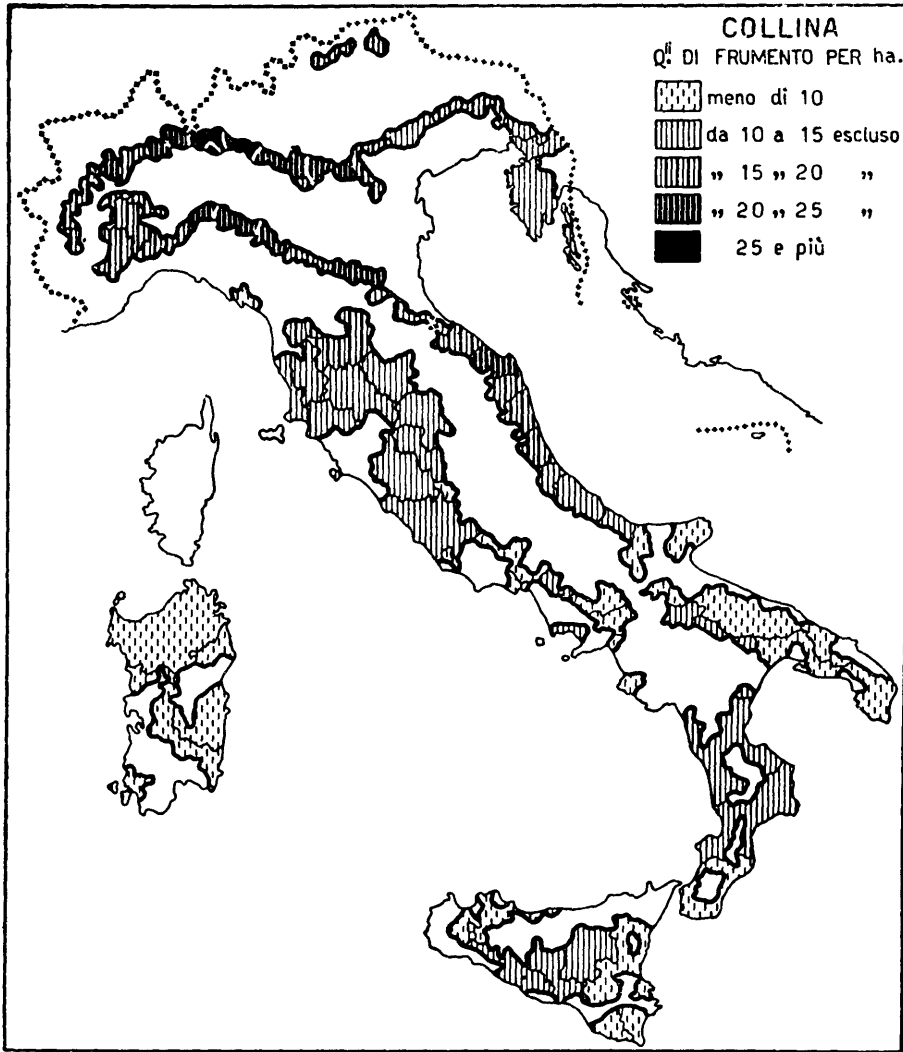 COLLINA
Q.li DI FRUMENTO PER ha.
meno di 10
da 10 a 15 escluso
„ 15 „ 20 „
„ 20 „ 25 „
25 e più